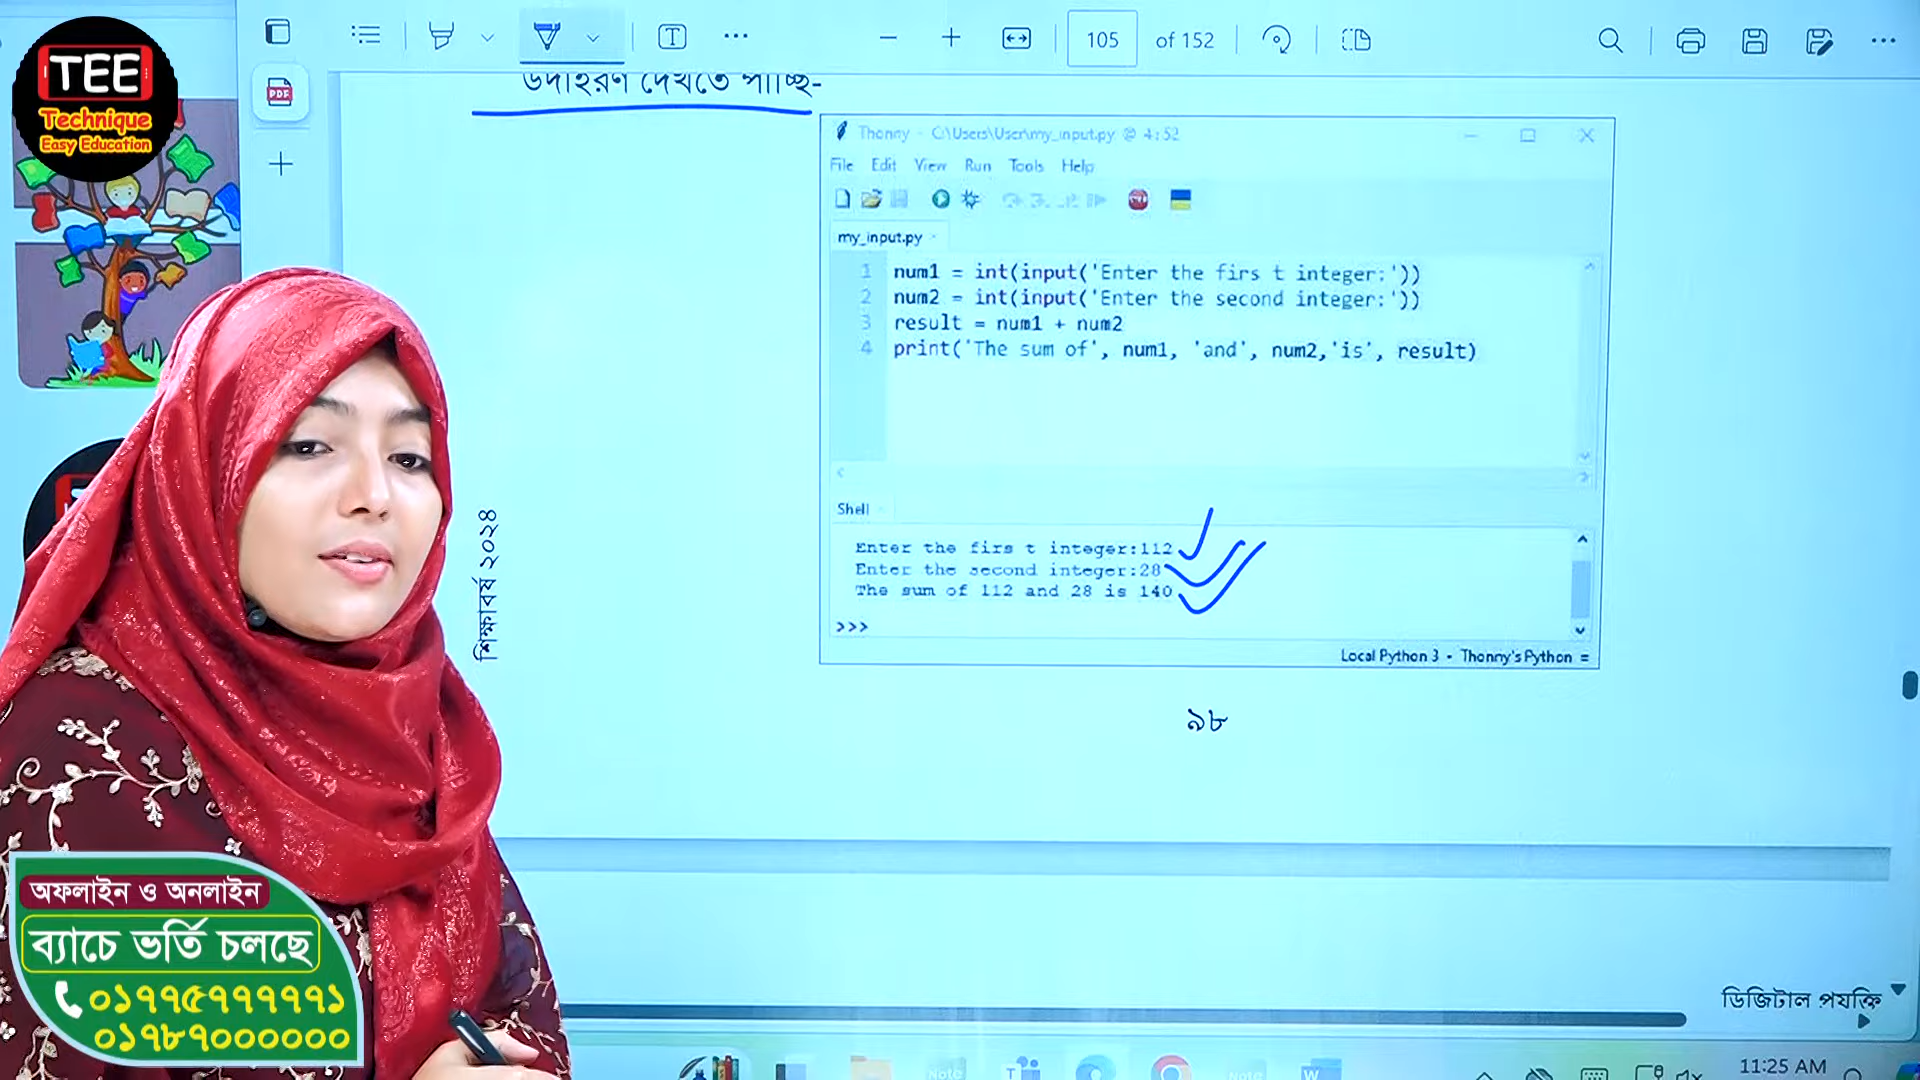 TEE
Technique
Easy Education
105 of 152
উদাহরণ দেখতে পাচ্ছি-
Thonny - C:\Users\User\my_input.py @ 4:52
File Edit View Run Tools Help
my_input.py
1 num1 = int(input('Enter the firs t integer:'))
2 num2 = int(input('Enter the second integer:'))
3 result = num1 + num2
4 print('The sum of', num1, 'and', num2,'is', result)
Shell
Enter the firs t integer:112
Enter the second integer:28
The sum of 112 and 28 is 140
>>>
Local Python 3 - Thonny's Python
শিক্ষাবর্ষ ২০২৪
৯৮
অফলাইন ও অনলাইন
ব্যাচে ভর্তি চলছে
০১৭৭৫৭৭৭৭৭১
০১৭৮৭০০০০০০
ডিজিটাল প্রযুক্তি
11:25 AM